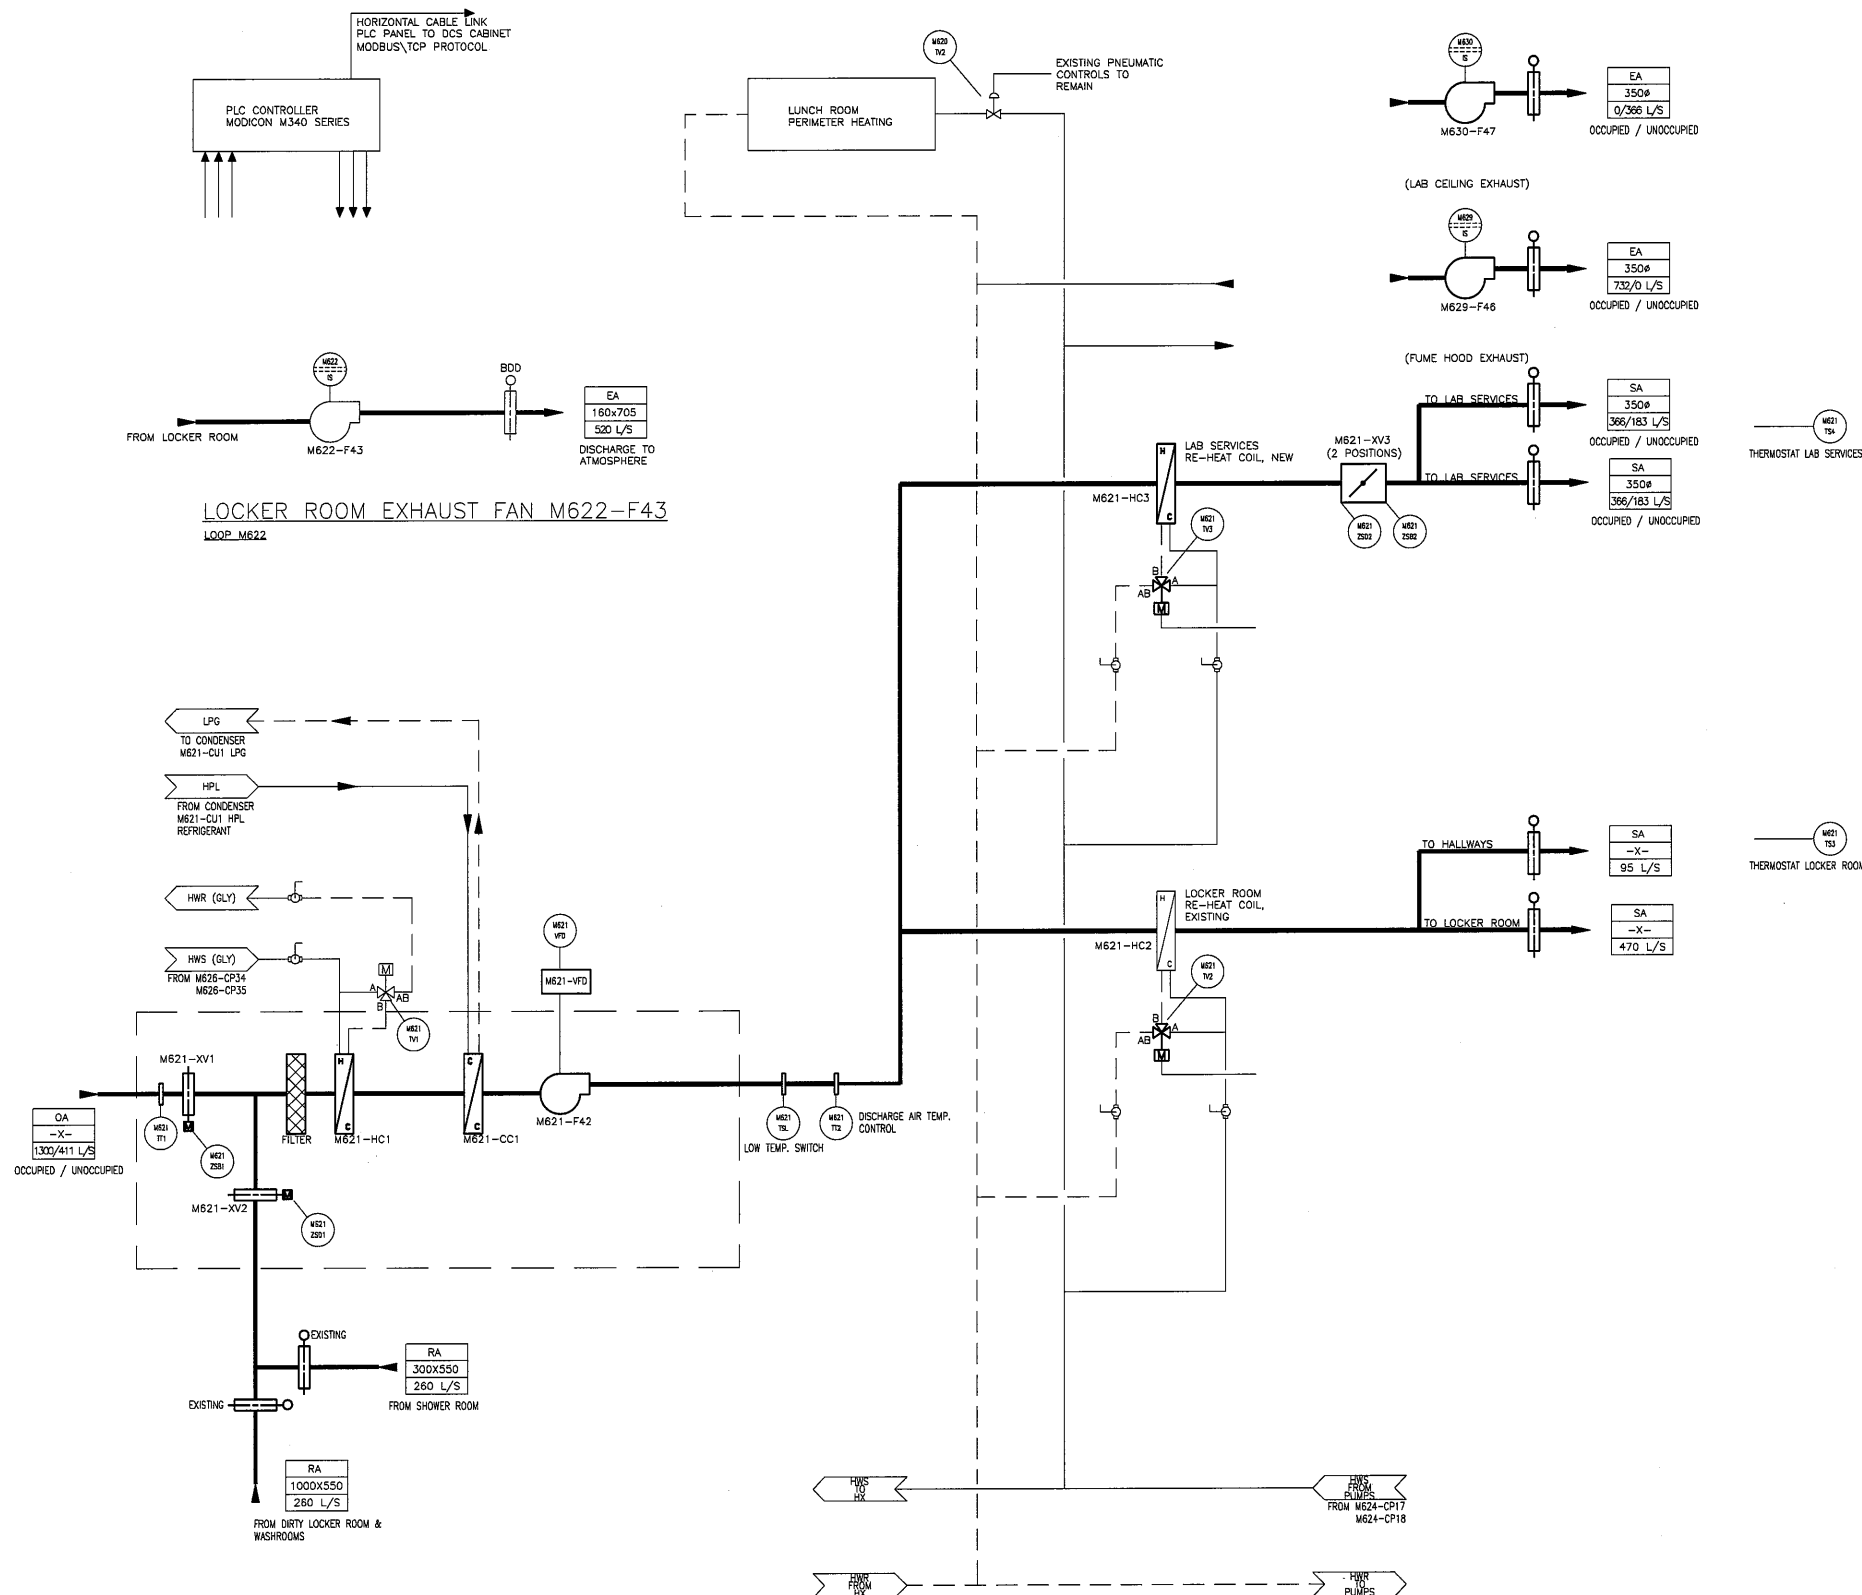 HORIZONTAL CABLE LINK
PLC PANEL TO DCS CABINET
MODBUS\TCP PROTOCOL
PLC CONTROLLER
MODICON M340 SERIES
M620
TV2
EXISTING PNEUMATIC
CONTROLS TO
REMAIN
LUNCH ROOM
PERIMETER HEATING
M630
IS
M630-F47
EA
350ø
0/366 L/S
OCCUPIED / UNOCCUPIED
(LAB CEILING EXHAUST)
M629
IS
M629-F46
EA
350ø
732/0 L/S
OCCUPIED / UNOCCUPIED
(FUME HOOD EXHAUST)
M622
IS
M622-F43
FROM LOCKER ROOM
BDD
EA
160x705
520 L/S
DISCHARGE TO
ATMOSPHERE
LOCKER ROOM EXHAUST FAN M622-F43
LOOP M622
TO LAB SERVICES
SA
350ø
366/183 L/S
OCCUPIED / UNOCCUPIED
M621
TS4
THERMOSTAT LAB SERVICES
LAB SERVICES
RE-HEAT COIL, NEW
H
C
M621-HC3
M621-XV3
(2 POSITIONS)
M621
ZSD2
M621
ZSB2
TO LAB SERVICES
SA
350ø
366/183 L/S
OCCUPIED / UNOCCUPIED
M621
TV3
B
A
AB
M
LPG
TO CONDENSER
M621-CU1 LPG
HPL
FROM CONDENSER
M621-CU1 HPL
REFRIGERANT
HWR (GLY)
HWS (GLY)
FROM M626-CP34
M626-CP35
M
A
AB
B
M621
TV1
M621
VFD
M621-VFD
TO HALLWAYS
SA
-X-
95 L/S
M621
TS3
THERMOSTAT LOCKER ROOM
LOCKER ROOM
RE-HEAT COIL,
EXISTING
H
C
M621-HC2
TO LOCKER ROOM
SA
-X-
470 L/S
M621
TV2
B
A
AB
M
M621-XV1
OA
-X-
1300/411 L/S
OCCUPIED / UNOCCUPIED
M621
TT1
M
M621
ZSB1
FILTER
H
C
M621-HC1
C
C
M621-CC1
M621-F42
M621
TSL
LOW TEMP. SWITCH
M621
TT2
DISCHARGE AIR TEMP.
CONTROL
M621-XV2
M
M621
ZSD1
EXISTING
RA
300X550
260 L/S
FROM SHOWER ROOM
EXISTING
RA
1000X550
260 L/S
FROM DIRTY LOCKER ROOM &
WASHROOMS
HWS
TO
HX
HWS
FROM
PUMPS
FROM M624-CP17
M624-CP18
HWR
FROM
HX
HWR
TO
PUMPS